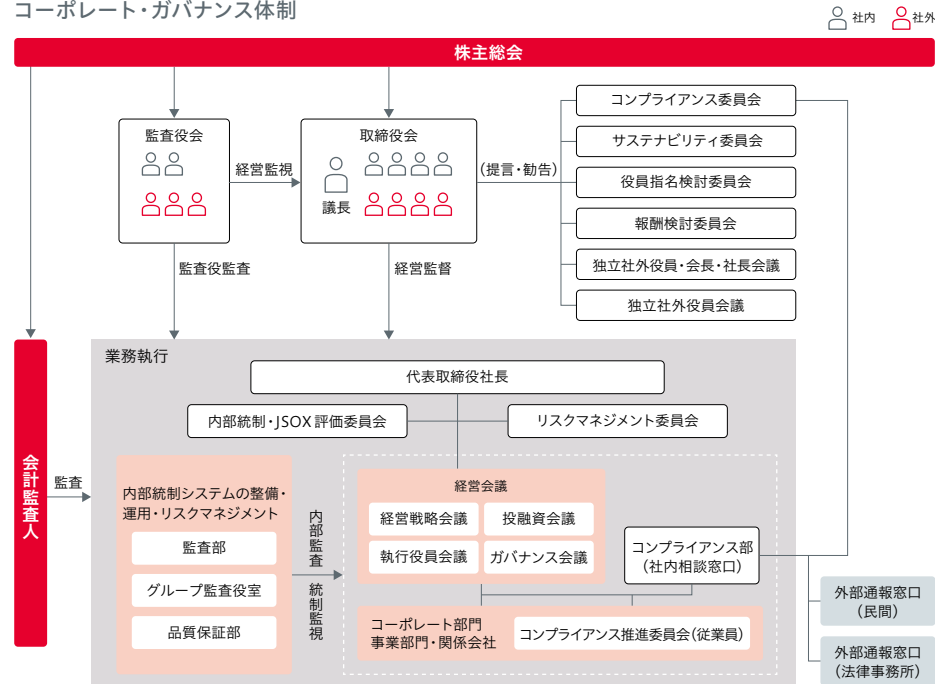 コーポレート・ガバナンス体制
社内
社外
株主総会
監査役会
経営監視
取締役会
議長
(提言・勧告)
コンプライアンス委員会
サステナビリティ委員会
役員指名検討委員会
報酬検討委員会
独立社外役員・会長・社長会議
独立社外役員会議
監査役監査
経営監督
会計監査人
監査
業務執行
代表取締役社長
内部統制・JSOX 評価委員会
リスクマネジメント委員会
内部統制システムの整備・
運用・リスクマネジメント
監査部
グループ監査役室
品質保証部
内部監査
統制監視
経営会議
経営戦略会議
投融資会議
執行役員会議
ガバナンス会議
コンプライアンス部
(社内相談窓口)
コーポレート部門
事業部門・関係会社
コンプライアンス推進委員会(従業員)
外部通報窓口
(民間)
外部通報窓口
(法律事務所)